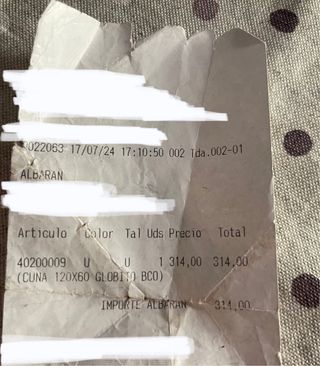 022063 17/07/24 17:10:50 002 Tda.002-01
ALBARAN
Articulo Color Tal Uds Precio Total
40200009 U U 1 314,00 314,00
(CUNA 120X60 GLOBITO BCO)
IMPORTE ALBARAN 314,00